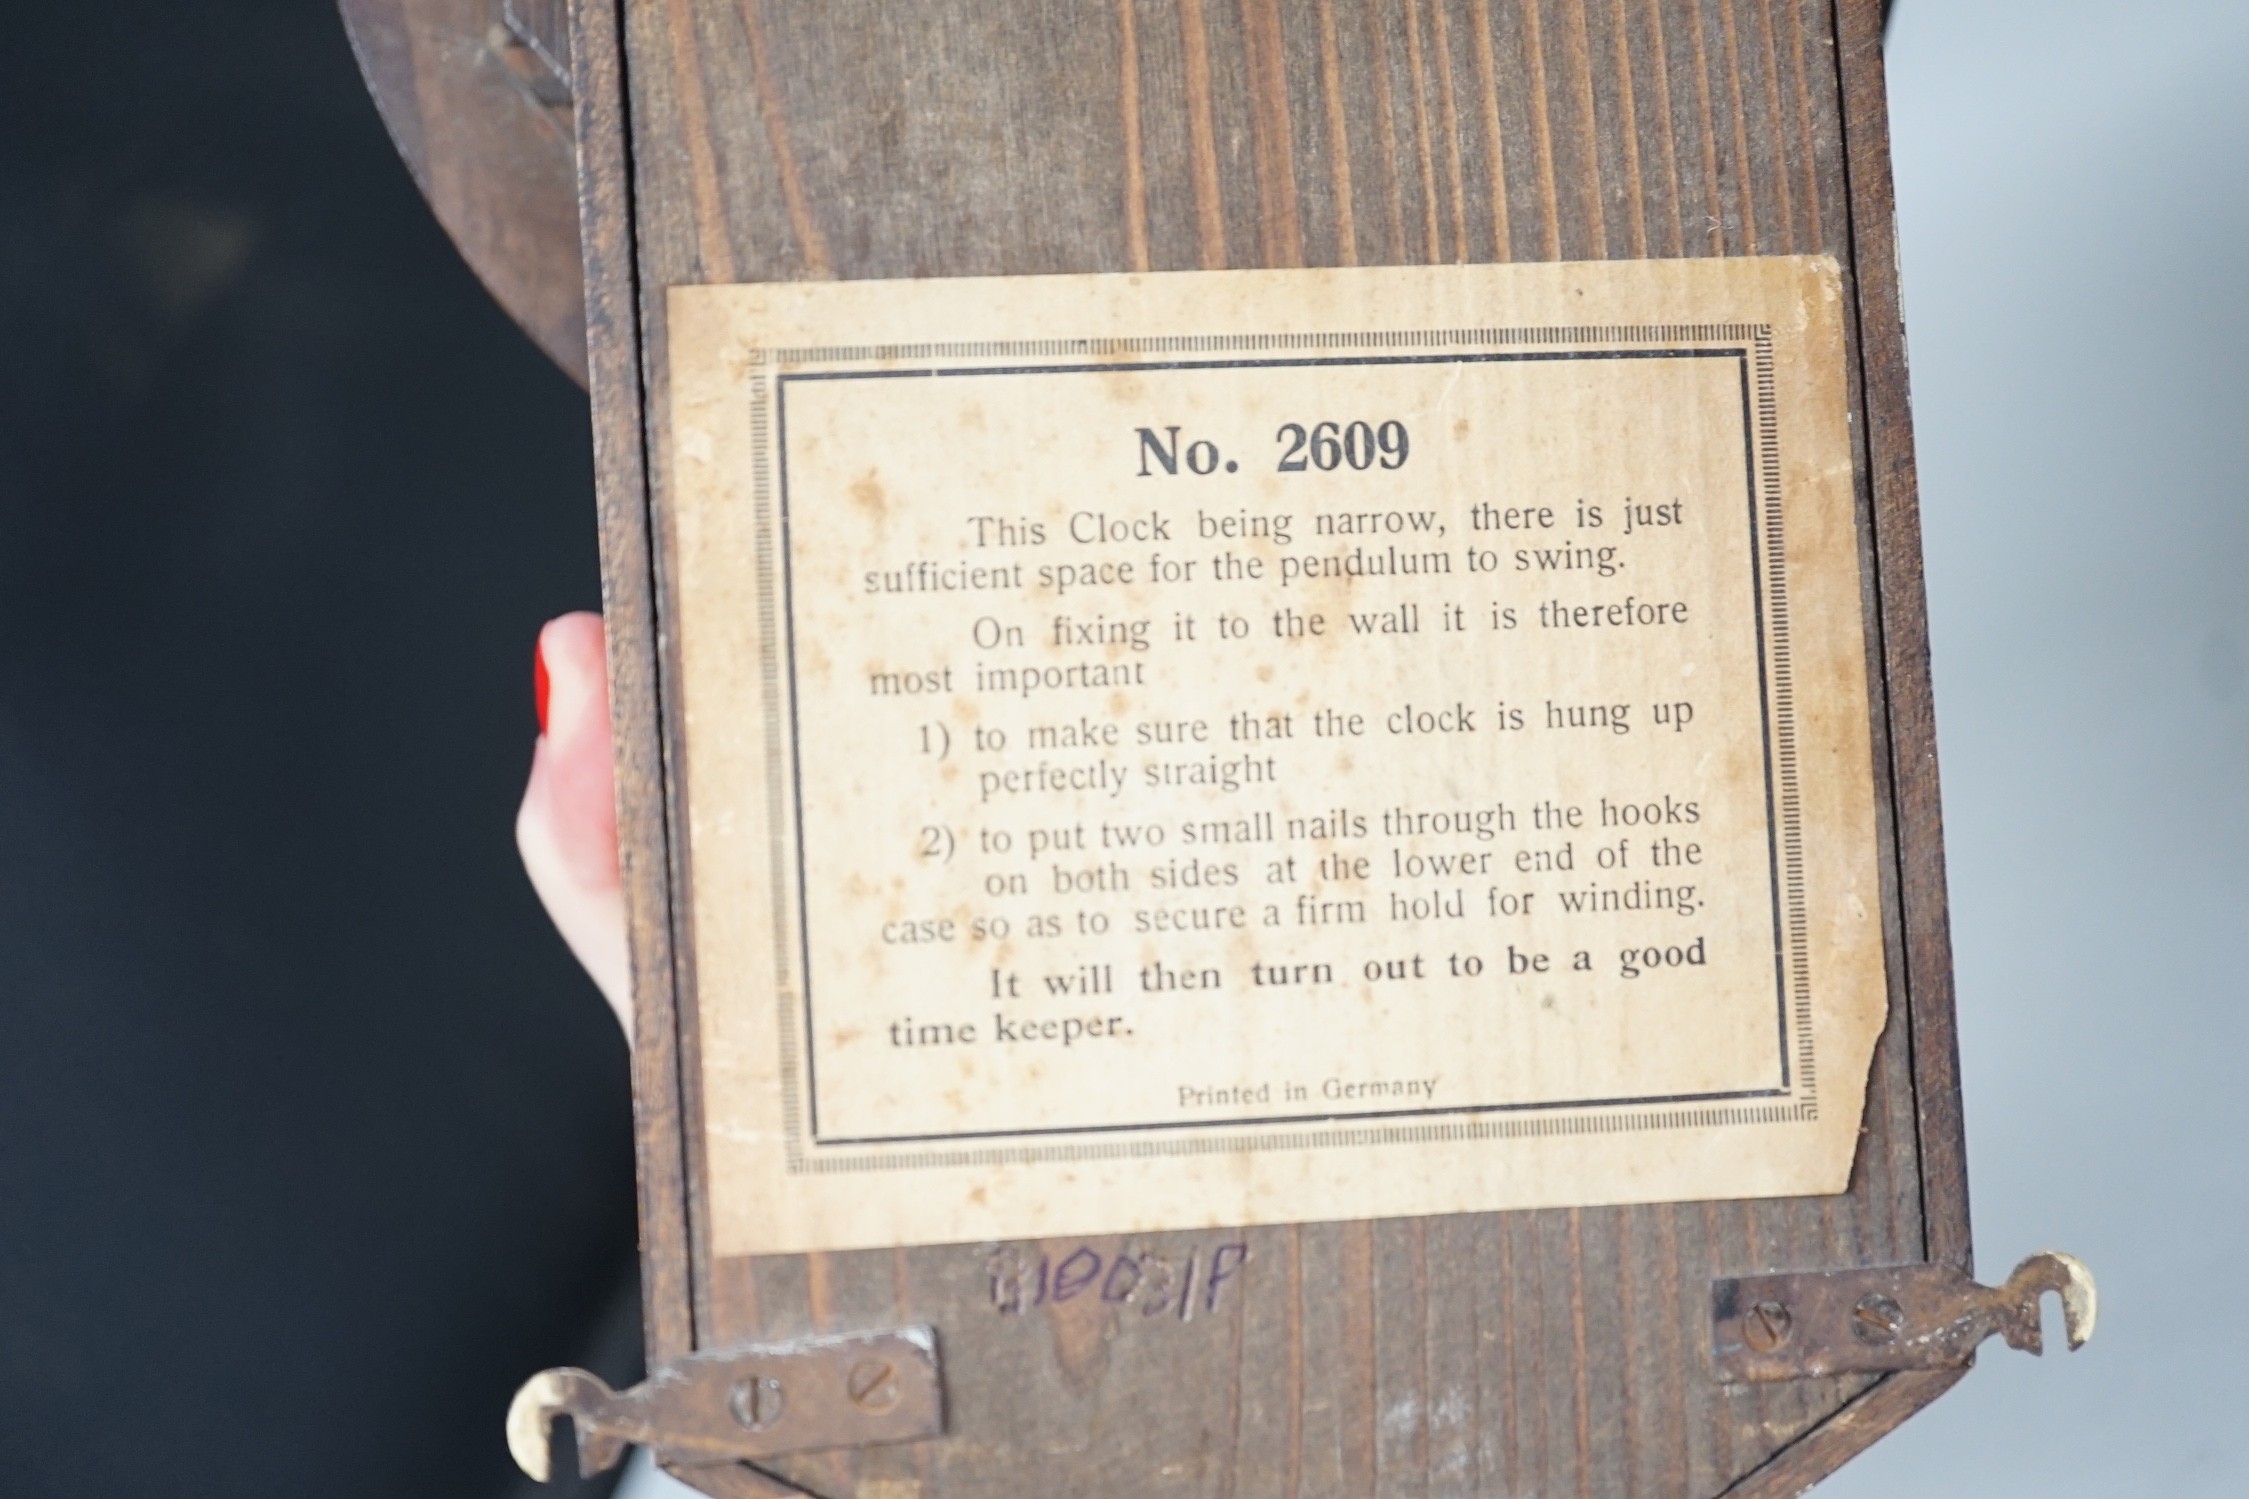 No. 2609
This Clock being narrow, there is just
sufficient space for the pendulum to swing.
On fixing it to the wall it is therefore
most important
1) to make sure that the clock is hung up
perfectly straight
2) to put two small nails through the hooks
on both sides at the lower end of the
case so as to secure a firm hold for winding.
It will then turn out to be a good
time keeper.
Printed in Germany